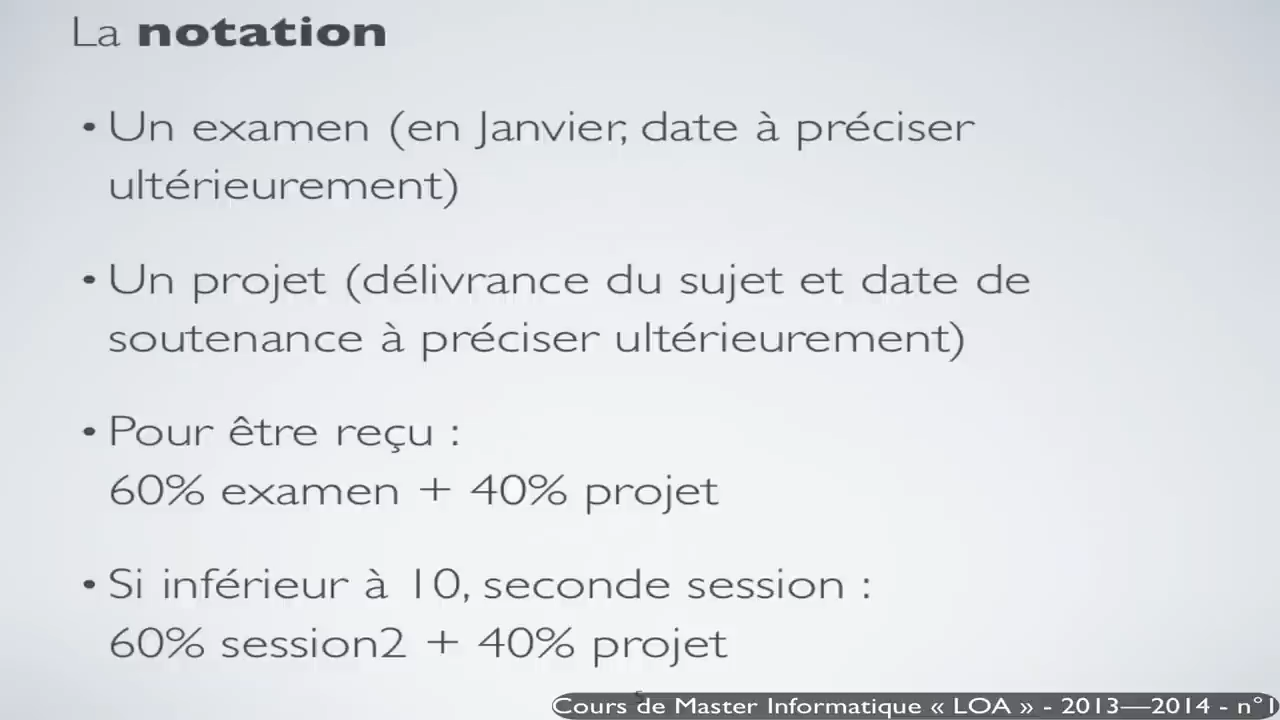 La notation
• Un examen (en Janvier, date à préciser
ultérieurement)
• Un projet (délivrance du sujet et date de
soutenance à préciser ultérieurement)
• Pour être reçu :
60% examen + 40% projet
• Si inférieur à 10, seconde session :
60% session2 + 40% projet
5
Cours de Master Informatique « LOA » - 2013—2014 - n°1